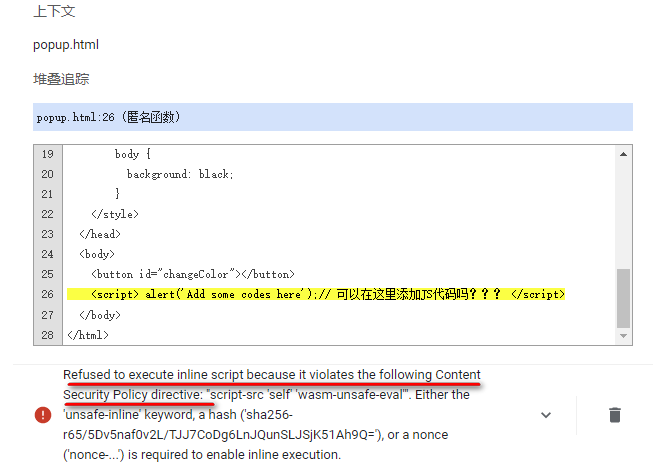 上下文
popup.html
堆叠追踪
popup.html:26 (匿名函数)
19 body {
20 background: black;
21 }
22 </style>
23 </head>
24 <body>
25 <button id="changeColor"></button>
26 <script> alert('Add some codes here');// 可以在这里添加JS代码吗？？？ </script>
27 </body>
28 </html>
Refused to execute inline script because it violates the following Content
Security Policy directive: "script-src 'self' 'wasm-unsafe-eval'". Either the
'unsafe-inline' keyword, a hash ('sha256-
r65/5Dv5naf0v2L/TJJ7CoDg6LnJQunSLJSjK51Ah9Q='), or a nonce
('nonce-...') is required to enable inline execution.